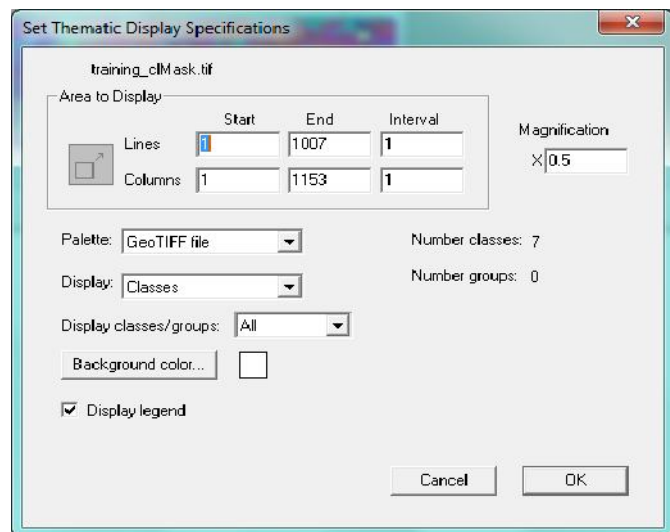 Set Thematic Display Specifications
training_clMask.tif
Area to Display
Start End Interval
Lines 1 1007 1
Columns 1 1153 1
Magnification
X 0.5
Palette: GeoTIFF file
Number classes: 7
Display: Classes
Number groups: 0
Display classes/groups: All
Background color...
Display legend
Cancel OK